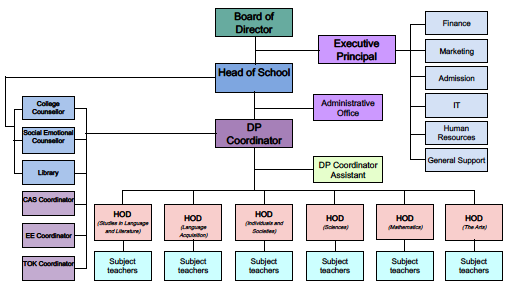 Board of
Director
Finance
Executive
Principal
Marketing
Head of School
Admission
College
Counsellor
Administrative
Office
IT
Social Emotional
Counsellor
DP
Coordinator
Human
Resources
General Support
Library
DP Coordinator
Assistant
CAS Coordinator
HOD
(Studies in Language
and Literature)
HOD
(Language
Acquisition)
HOD
(Individuals and
Societies)
HOD
(Sciences)
HOD
(Mathematics)
HOD
(The Arts)
EE Coordinator
TOK Coordinator
Subject
teachers
Subject
teachers
Subject
teachers
Subject
teachers
Subject
teachers
Subject
teachers